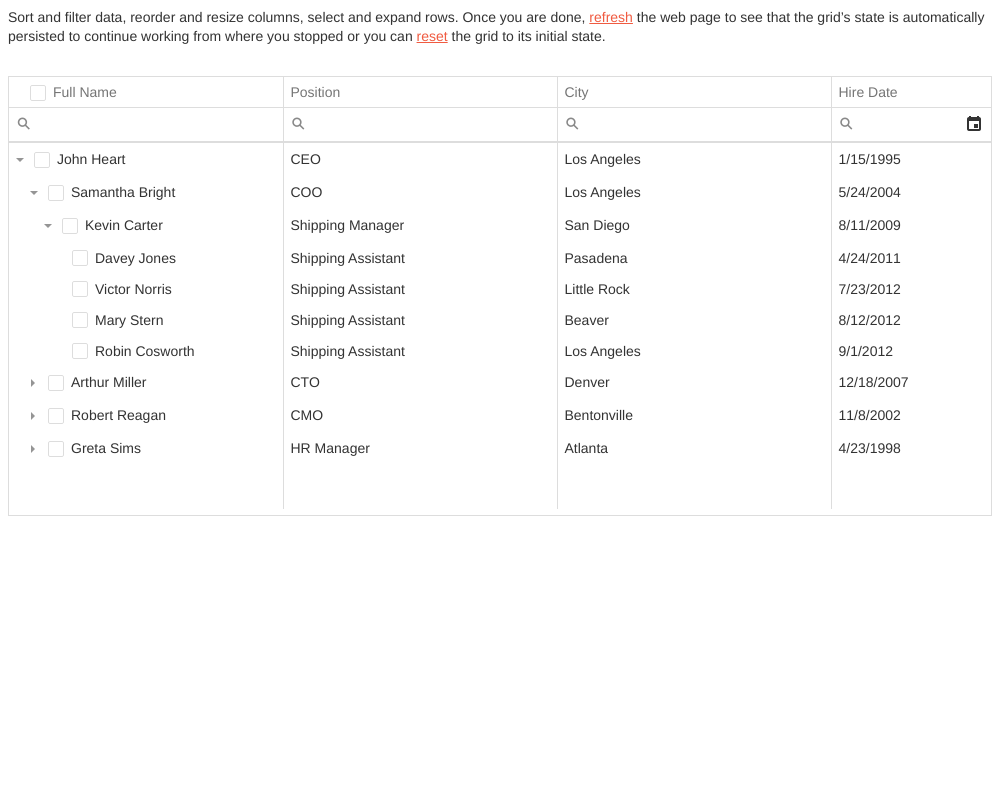 Sort and filter data, reorder and resize columns, select and expand rows. Once you are done, refresh the web page to see that the grid's state is automatically
persisted to continue working from where you stopped or you can reset the grid to its initial state.
Full Name Position City Hire Date
John Heart CEO Los Angeles 1/15/1995
Samantha Bright COO Los Angeles 5/24/2004
Kevin Carter Shipping Manager San Diego 8/11/2009
Davey Jones Shipping Assistant Pasadena 4/24/2011
Victor Norris Shipping Assistant Little Rock 7/23/2012
Mary Stern Shipping Assistant Beaver 8/12/2012
Robin Cosworth Shipping Assistant Los Angeles 9/1/2012
Arthur Miller CTO Denver 12/18/2007
Robert Reagan CMO Bentonville 11/8/2002
Greta Sims HR Manager Atlanta 4/23/1998